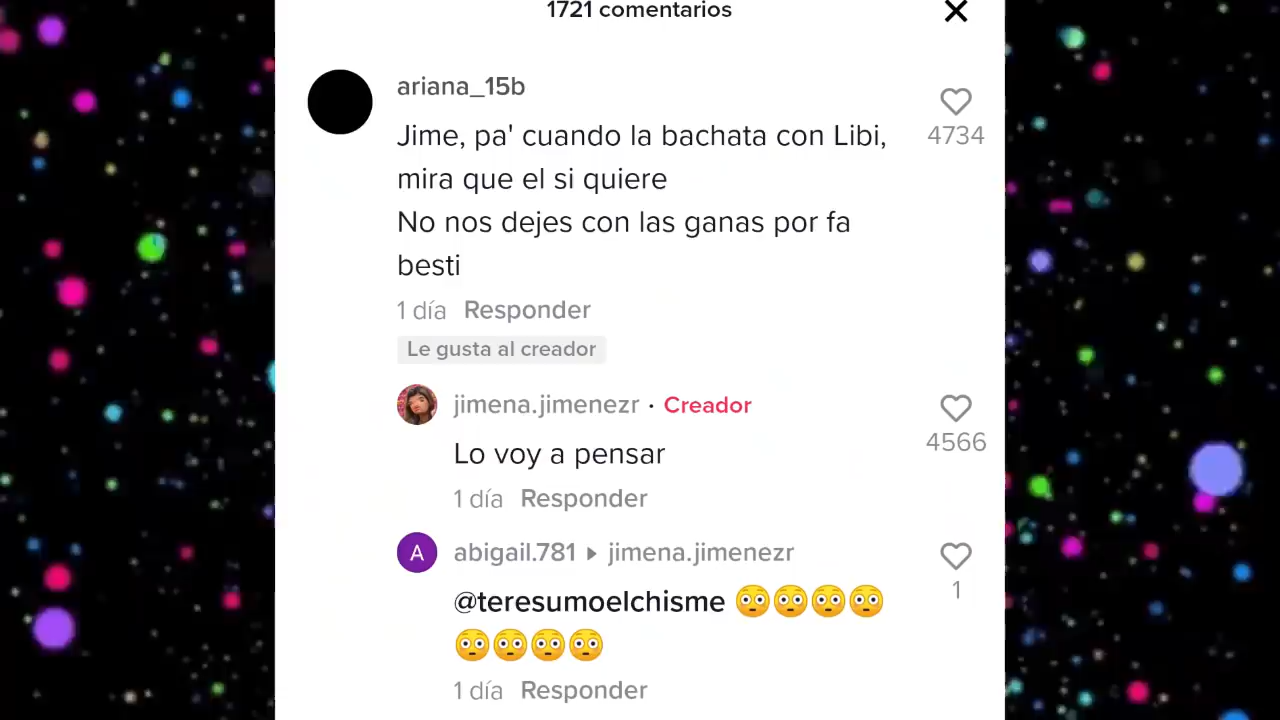 1721 comentarios
ariana_15b
Jime, pa' cuando la bachata con Libi,
4734
mira que el si quiere
No nos dejes con las ganas por fa
besti
1 día Responder
Le gusta al creador
jimena.jimenezr · Creador
4566
Lo voy a pensar
1 día Responder
A
abigail.781 ▸ jimena.jimenezr
1
@teresumoelchisme 😳😳😳😳
😳😳😳😳
1 día Responder